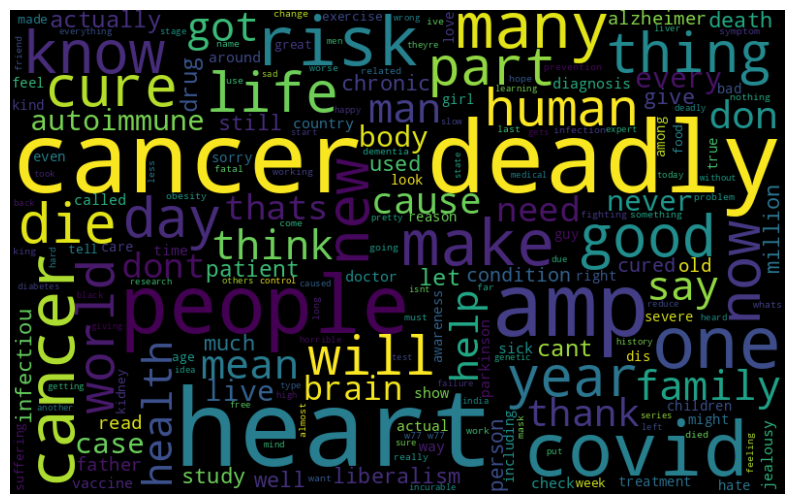 made actually got risk many alzheimer death
change exercise wrong ive love
everything stage name men theyre liver symptom
friend know cure drug around great part thing
feel use sad worse related prevention every bad
kind life chronic man hope learning diagnosis give nothing
autoimmune still country girl human deadly don
even start slow gets infection expert last among food true
less sorry body look
cancer dementia state today without
took fatal working used medical problem
back obesity new deadly
die called day thats cause need never fighting something
king tell care come pretty reason guy good million
hard think going make due
diabetes world time dont patient doctor let condition right cured old now
black research others control caused isnt far whats
giving people long must amp reduce heard say
cancer horrible awareness history severe
infectiou much age mean will help test sick cant dis one
getting idea parkinson genetic
another kidney live type brain failure show year family
health high india children
suffering read free heart almost actual series thank might
case father mind sure w77 w77 work person including mask left died covid jealousy
vaccine study well really liberalism way put feeling
want incurable check week treatment hate